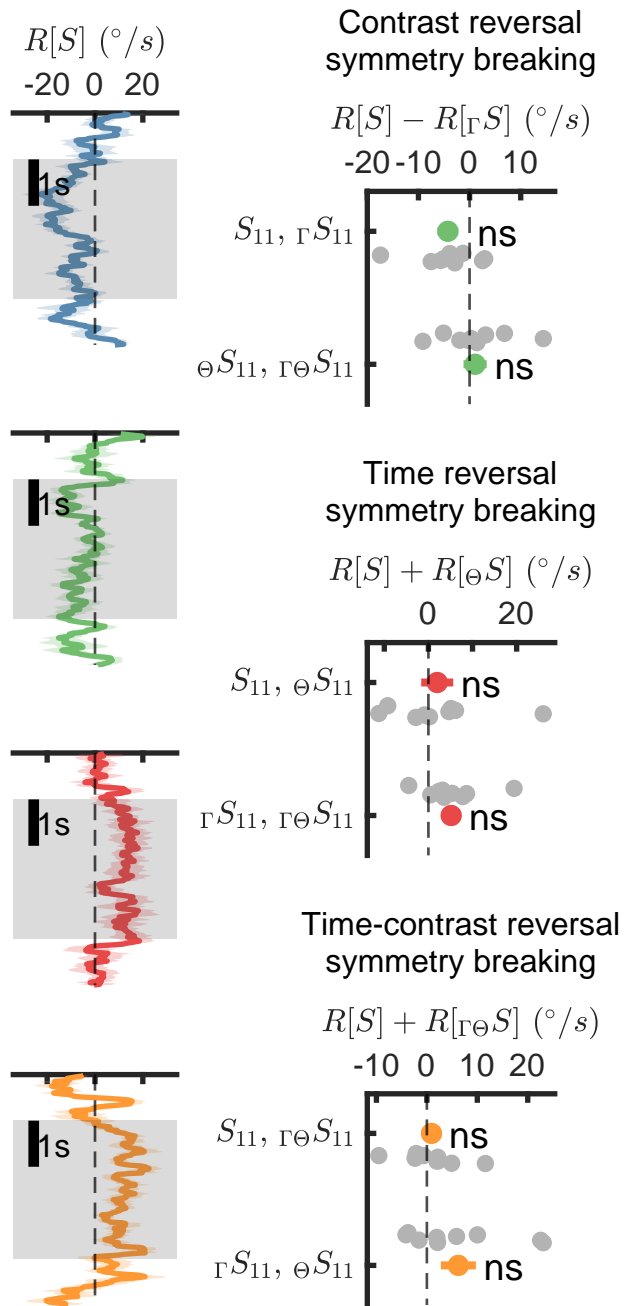 R[S] (°/s)
-20 0 20
1s
1s
1s
1s
Contrast reversal
symmetry breaking
R[S] − R[ΓS] (°/s)
-20 -10 0 10
S₁₁, ΓS₁₁ ns
ΘS₁₁, ΓΘS₁₁ ns
Time reversal
symmetry breaking
R[S] + R[ΘS] (°/s)
0 20
S₁₁, ΘS₁₁ ns
ΓS₁₁, ΓΘS₁₁ ns
Time-contrast reversal
symmetry breaking
R[S] + R[ΓΘS] (°/s)
-10 0 10 20
S₁₁, ΓΘS₁₁ ns
ΓS₁₁, ΘS₁₁ ns